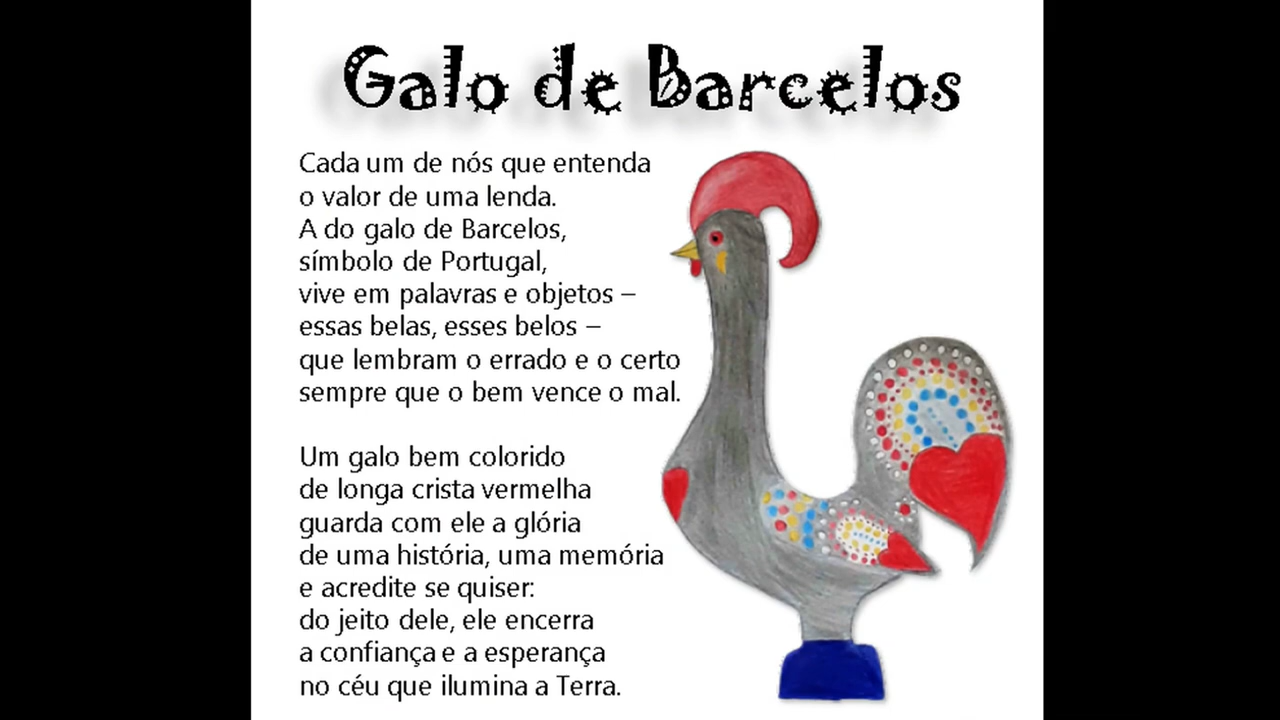 Galo de Barcelos
Cada um de nós que entenda
o valor de uma lenda.
A do galo de Barcelos,
símbolo de Portugal,
vive em palavras e objetos –
essas belas, esses belos –
que lembram o errado e o certo
sempre que o bem vence o mal.
Um galo bem colorido
de longa crista vermelha
guarda com ele a glória
de uma história, uma memória
e acredite se quiser:
do jeito dele, ele encerra
a confiança e a esperança
no céu que ilumina a Terra.